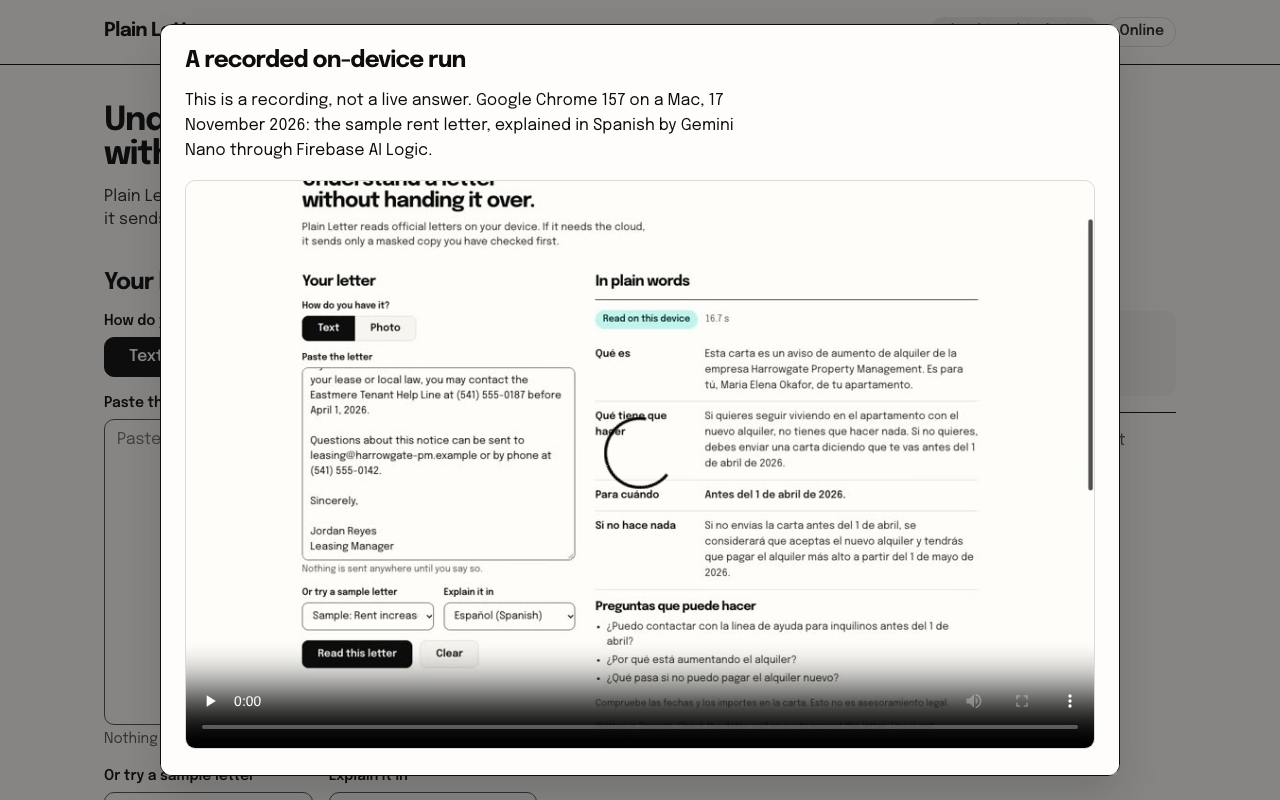 Plain
Online
A recorded on-device run
This is a recording, not a live answer. Google Chrome 157 on a Mac, 17
November 2026: the sample rent letter, explained in Spanish by Gemini
Nano through Firebase AI Logic.
Plain
it send
Your
How do
Text
Paste
Nothing
Or try a sample letter
Explain it in
understand a letter
without handing it over.
Plain Letter reads official letters on your device. If it needs the cloud,
it sends only a masked copy you have checked first.
Your letter
How do you have it?
Text
Photo
Paste the letter
your lease or local law, you may contact the
Eastmere Tenant Help Line at (541) 555-0187 before
April 1, 2026.
Questions about this notice can be sent to
leasing@harrowgate-pm.example or by phone at
(541) 555-0142.
Sincerely,
Jordan Reyes
Leasing Manager
Nothing is sent anywhere until you say so.
Or try a sample letter
Explain it in
Sample: Rent increas
Español (Spanish)
Read this letter
Clear
In plain words
Read on this device
16.7 s
Qué es
Esta carta es un aviso de aumento de alquiler de la
empresa Harrowgate Property Management. Es para
tú, Maria Elena Okafor, de tu apartamento.
Qué tiene que
hacer
Si quieres seguir viviendo en el apartamento con el
nuevo alquiler, no tienes que hacer nada. Si no quieres,
debes enviar una carta diciendo que te vas antes del 1
de abril de 2026.
Para cuándo
Antes del 1 de abril de 2026.
Si no hace nada
Si no envías la carta antes del 1 de abril, se
considerará que aceptas el nuevo alquiler y tendrás
que pagar el alquiler más alto a partir del 1 de mayo de
2026.
Preguntas que puede hacer
• ¿Puedo contactar con la línea de ayuda para inquilinos antes del 1 de
abril?
• ¿Por qué está aumentando el alquiler?
• ¿Qué pasa si no puedo pagar el alquiler nuevo?
Compruebe las fechas y los importes en la carta. Esto no es asesoramiento legal.
0:00